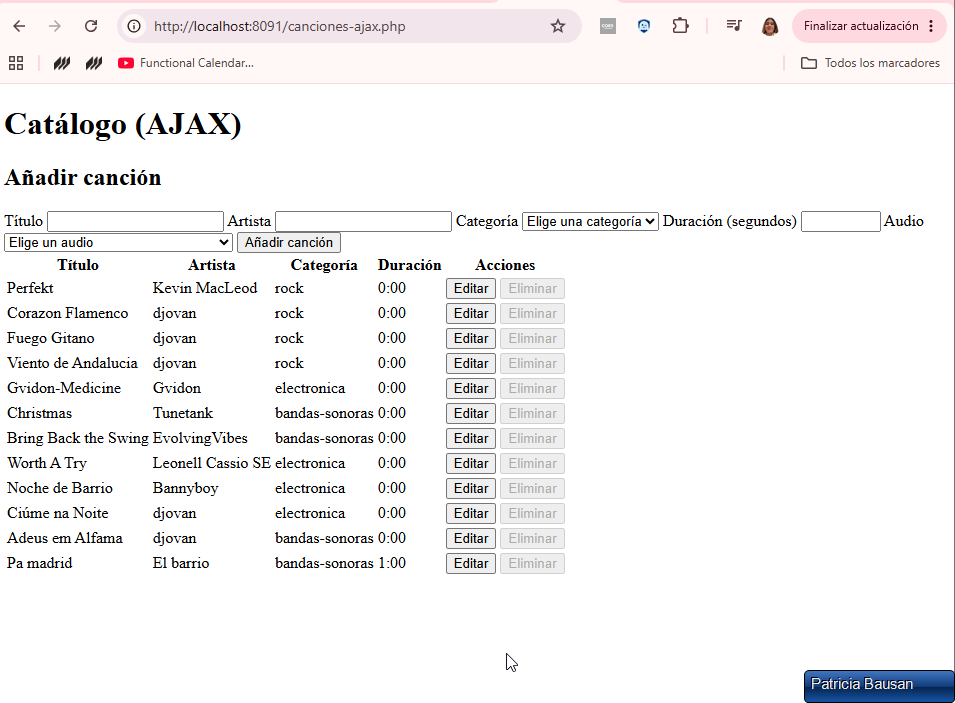 http://localhost:8091/canciones-ajax.php Finalizar actualización
Functional Calendar... Todos los marcadores
Catálogo (AJAX)
Añadir canción
Título Artista Categoría Elige una categoría Duración (segundos) Audio
Elige un audio Añadir canción
Título Artista Categoría Duración Acciones
Perfekt Kevin MacLeod rock 0:00 Editar Eliminar
Corazon Flamenco djovan rock 0:00 Editar Eliminar
Fuego Gitano djovan rock 0:00 Editar Eliminar
Viento de Andalucia djovan rock 0:00 Editar Eliminar
Gvidon-Medicine Gvidon electronica 0:00 Editar Eliminar
Christmas Tunetank bandas-sonoras 0:00 Editar Eliminar
Bring Back the Swing EvolvingVibes bandas-sonoras 0:00 Editar Eliminar
Worth A Try Leonell Cassio SE electronica 0:00 Editar Eliminar
Noche de Barrio Bannyboy electronica 0:00 Editar Eliminar
Ciúme na Noite djovan electronica 0:00 Editar Eliminar
Adeus em Alfama djovan bandas-sonoras 0:00 Editar Eliminar
Pa madrid El barrio bandas-sonoras 1:00 Editar Eliminar
Patricia Bausan